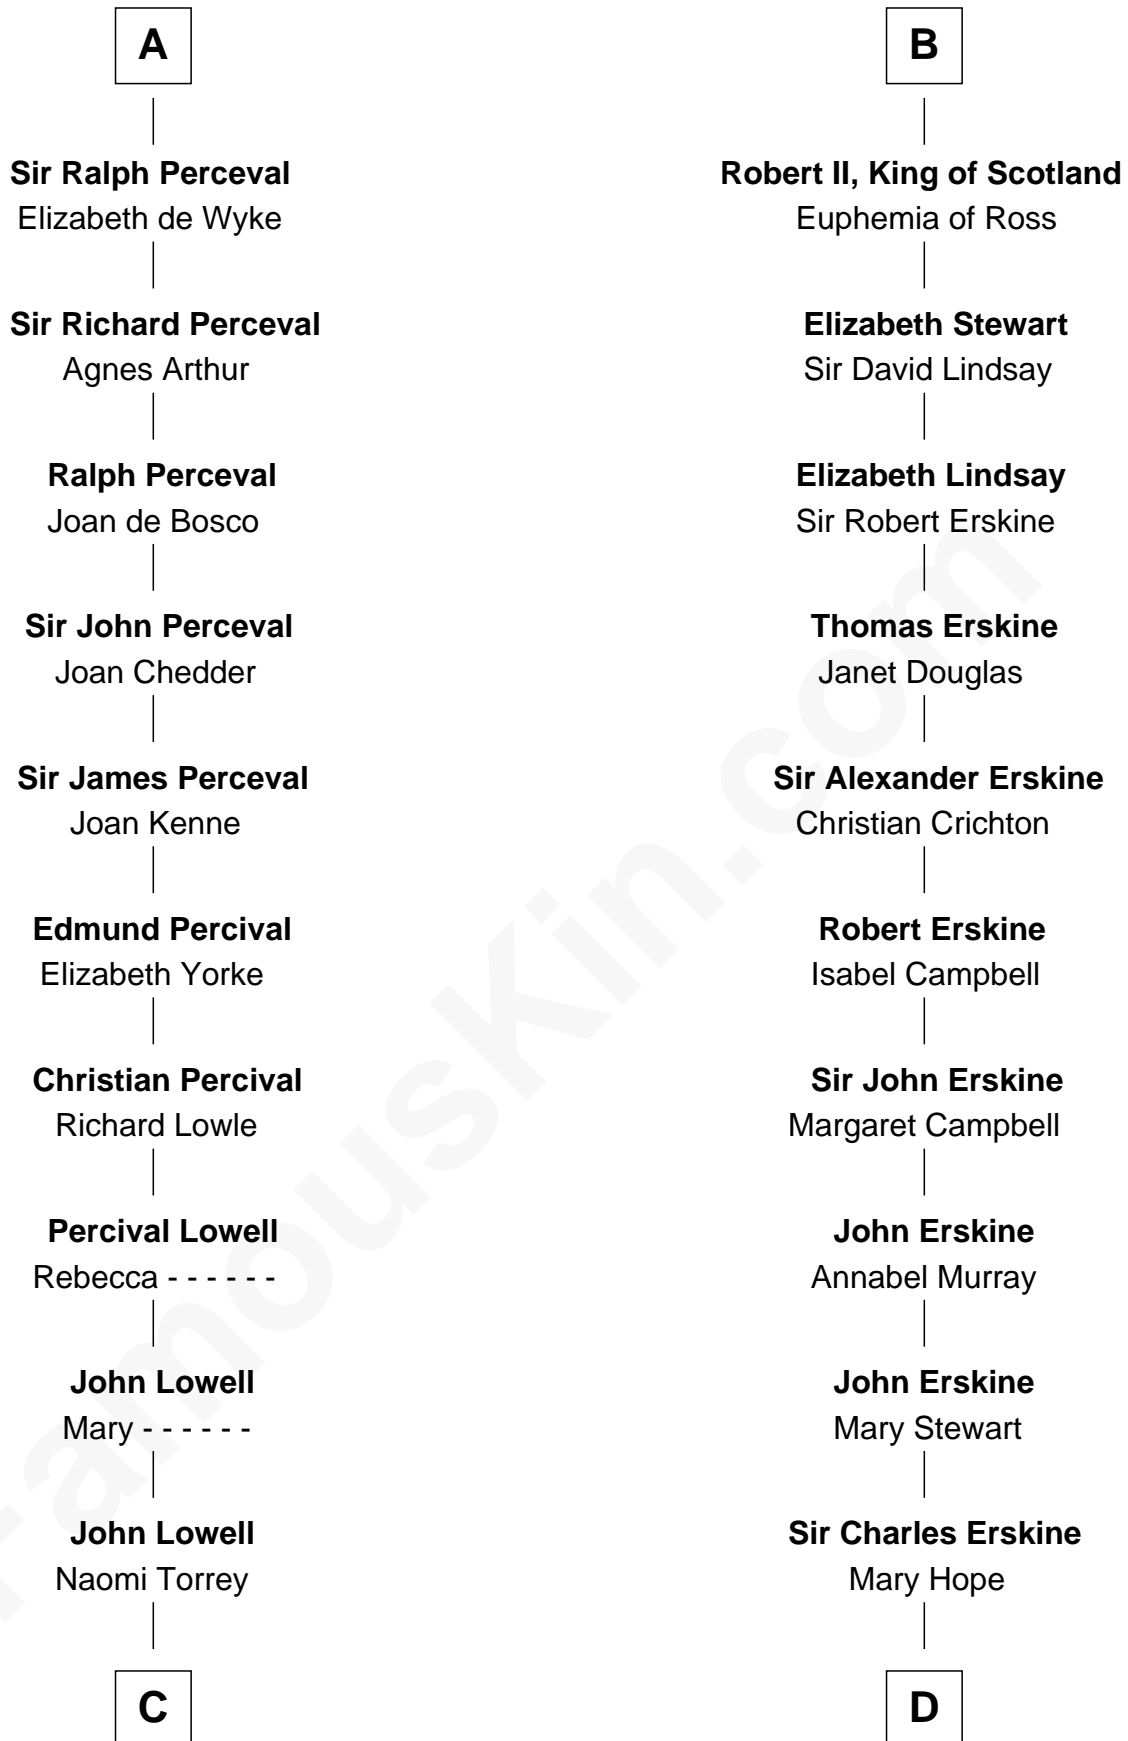 A
Sir Ralph Perceval
Elizabeth de Wyke
Sir Richard Perceval
Agnes Arthur
Ralph Perceval
Joan de Bosco
Sir John Perceval
Joan Chedder
Sir James Perceval
Joan Kenne
Edmund Percival
Elizabeth Yorke
Christian Percival
Richard Lowle
Percival Lowell
Rebecca - - - - - -
John Lowell
Mary - - - - - -
John Lowell
Naomi Torrey
C
B
Robert II, King of Scotland
Euphemia of Ross
Elizabeth Stewart
Sir David Lindsay
Elizabeth Lindsay
Sir Robert Erskine
Thomas Erskine
Janet Douglas
Sir Alexander Erskine
Christian Crichton
Robert Erskine
Isabel Campbell
Sir John Erskine
Margaret Campbell
John Erskine
Annabel Murray
John Erskine
Mary Stewart
Sir Charles Erskine
Mary Hope
D
FamousKin.com